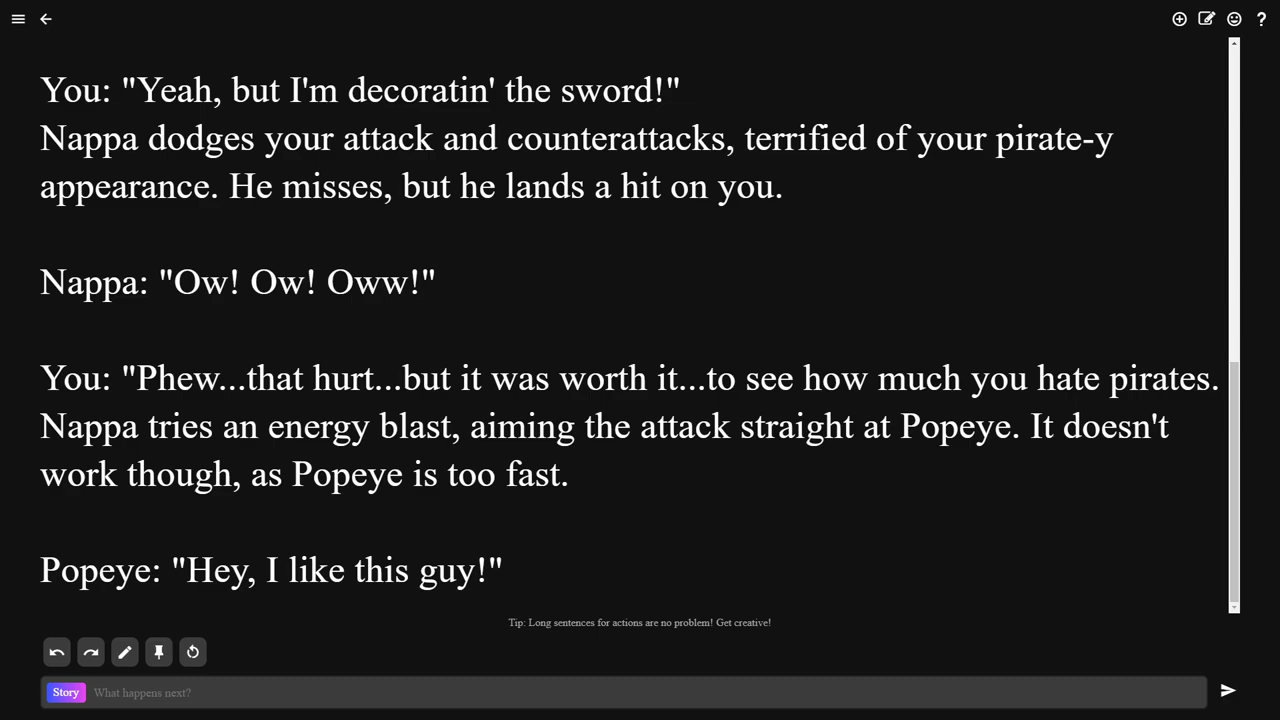 You: "Yeah, but I'm decoratin' the sword!"
Nappa dodges your attack and counterattacks, terrified of your pirate-y
appearance. He misses, but he lands a hit on you.
Nappa: "Ow! Ow! Oww!"
You: "Phew...that hurt...but it was worth it...to see how much you hate pirates.
Nappa tries an energy blast, aiming the attack straight at Popeye. It doesn't
work though, as Popeye is too fast.
Popeye: "Hey, I like this guy!"
Tip: Long sentences for actions are no problem! Get creative!
Story What happens next?